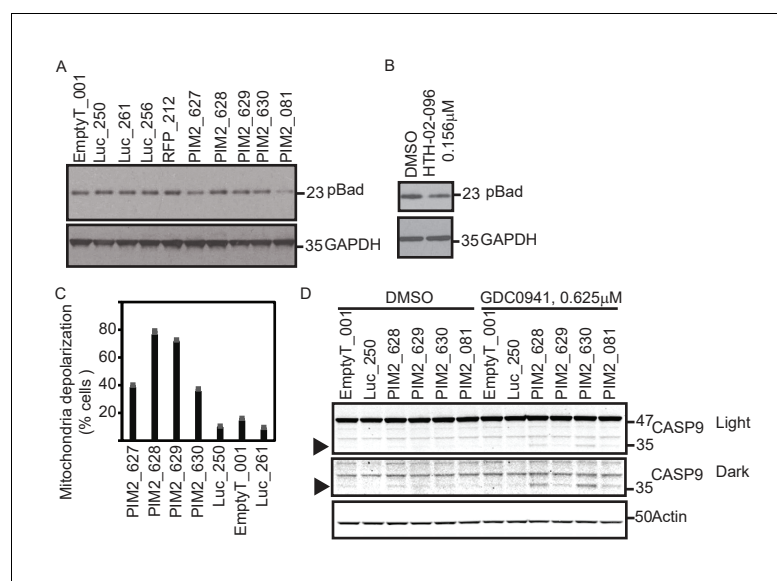 A
EmptyT_001
Luc_250
Luc_261
Luc_256
RFP_212
PIM2_627
PIM2_628
PIM2_629
PIM2_630
PIM2_081
23 pBad
35 GAPDH
B
DMSO
HTH-02-096
0.156µM
23 pBad
35 GAPDH
C
Mitochondria depolarization
(% cells)
80
60
40
20
PIM2_627
PIM2_628
PIM2_629
PIM2_630
Luc_250
EmptyT_001
Luc_261
D
DMSO
GDC0941, 0.625µM
EmptyT_001
Luc_250
PIM2_628
PIM2_629
PIM2_630
PIM2_081
EmptyT_001
Luc_250
PIM2_628
PIM2_629
PIM2_630
PIM2_081
47 CASP9 Light
35
CASP9 Dark
35
50 Actin